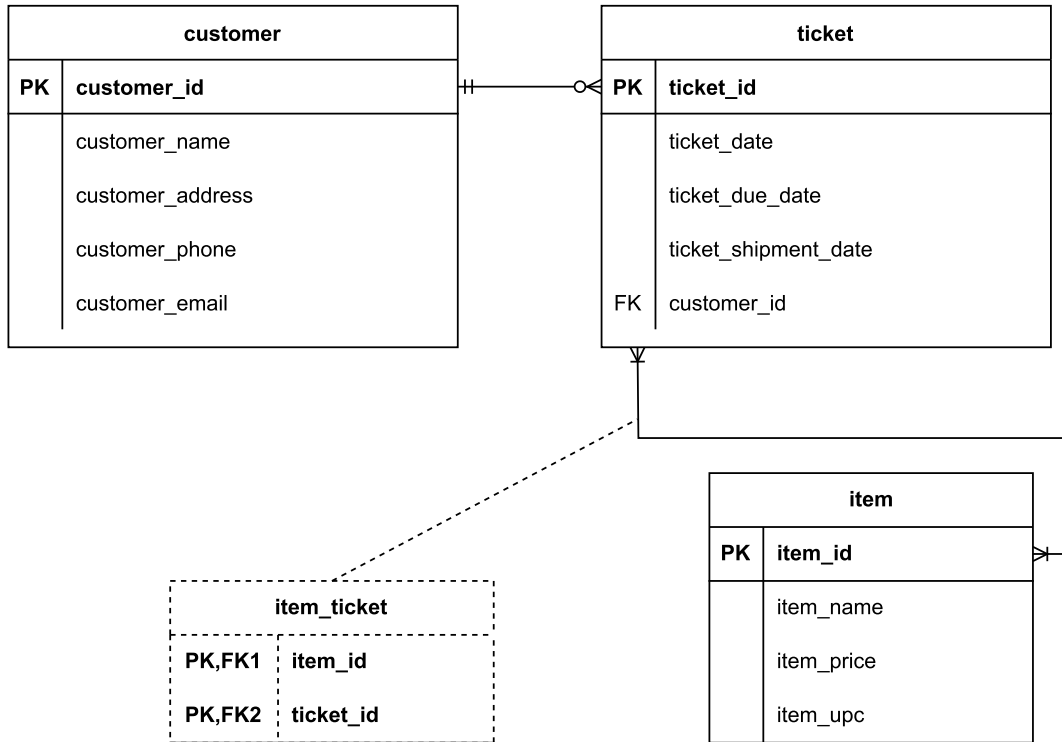 customer
PK customer_id
customer_name
customer_address
customer_phone
customer_email
ticket
PK ticket_id
ticket_date
ticket_due_date
ticket_shipment_date
FK customer_id
item
PK item_id
item_name
item_price
item_upc
item_ticket
PK,FK1 item_id
PK,FK2 ticket_id